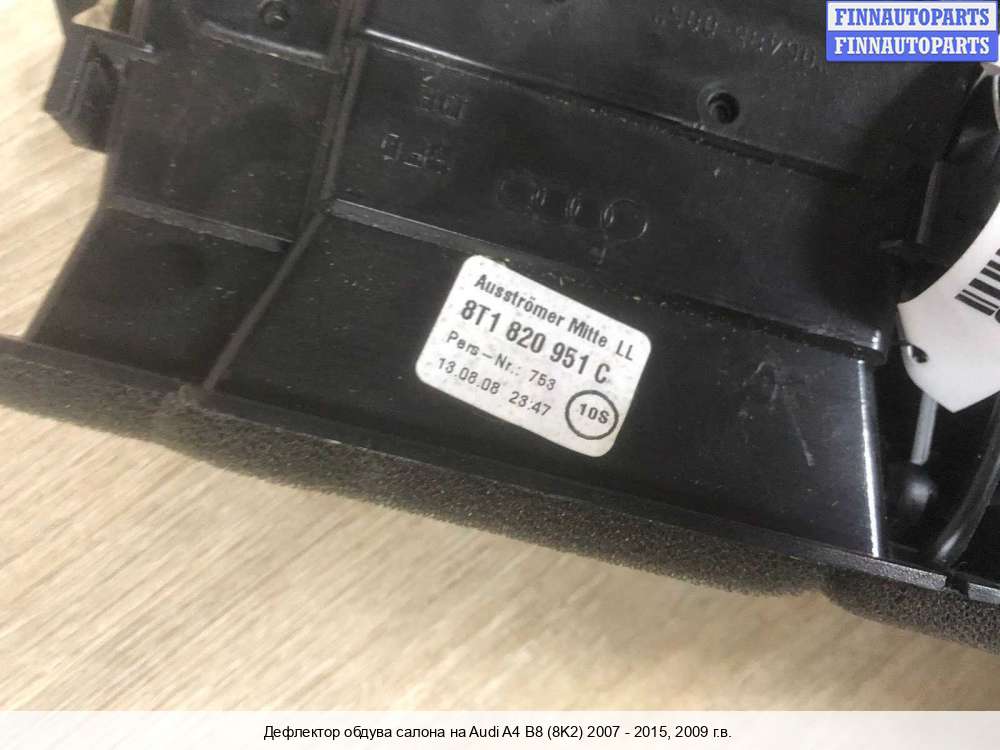 FINNAUTOPARTS
FINNAUTOPARTS
Ausströmer Mitte LL
8T1 820 951 C
Pers-Nr.: 753
13.08.08 23:47
10S
Дефлектор обдува салона на Audi A4 B8 (8K2) 2007 - 2015, 2009 г.в.